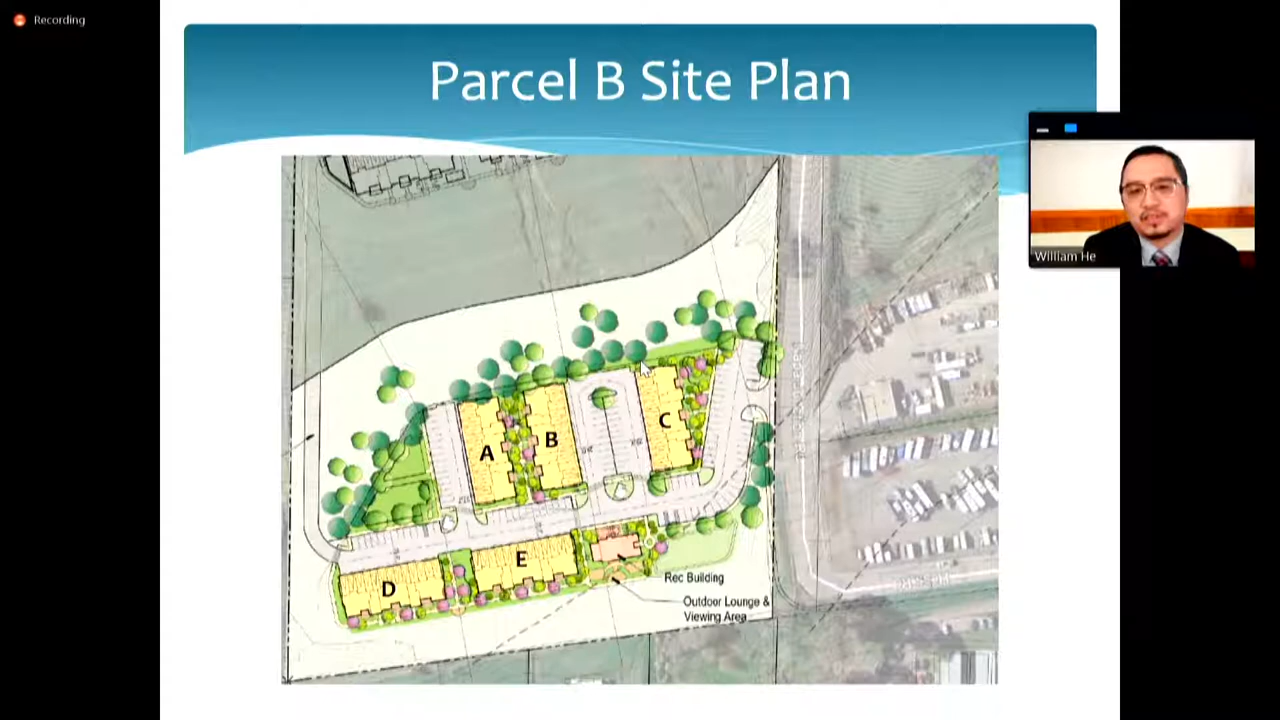 Recording
Parcel B Site Plan
William He
A
B
C
D
E
Rec Building
Outdoor Lounge &
Viewing Area